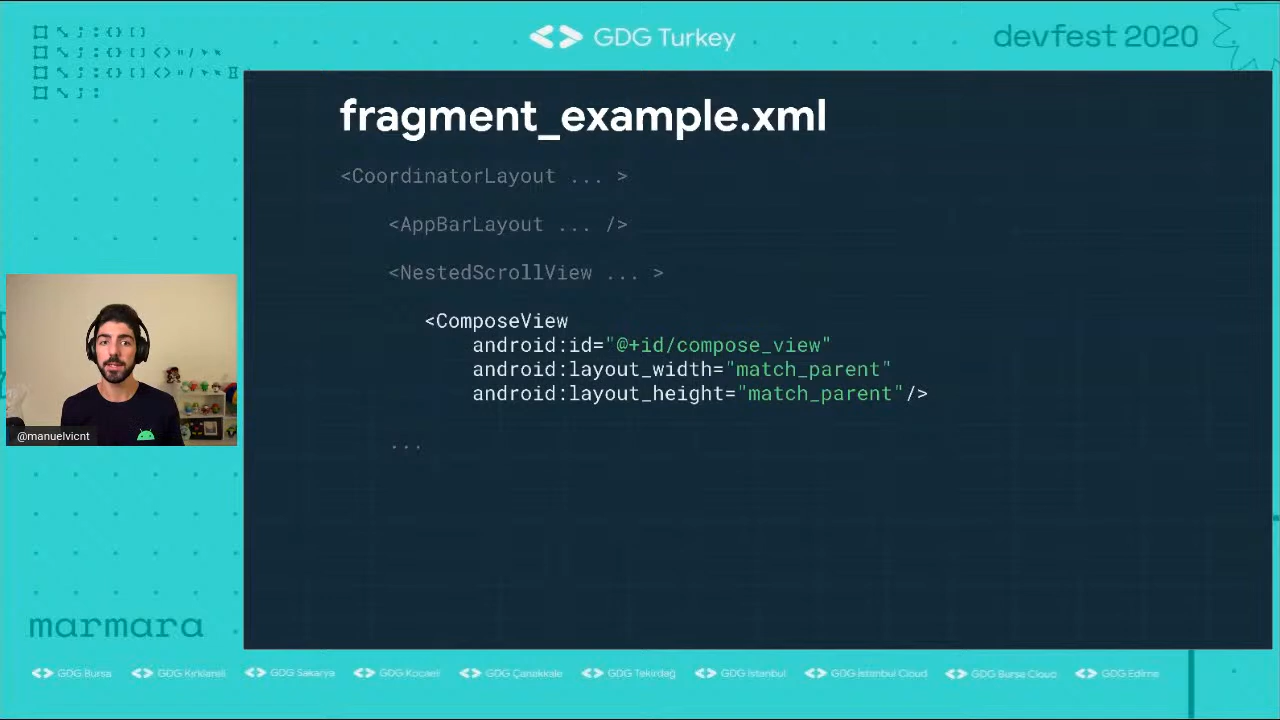 GDG Turkey
devfest 2020
fragment_example.xml
<CoordinatorLayout ... >
<AppBarLayout ... />
<NestedScrollView ... >
<ComposeView
android:id="@+id/compose_view"
android:layout_width="match_parent"
android:layout_height="match_parent"/>
...
@manuelvicnt
marmara
GDG Bursa GDG Kırklareli GDG Sakarya GDG Kocaeli GDG Çanakkale GDG Tekirdağ GDG İstanbul GDG İstanbul Cloud GDG Bursa Cloud GDG Edirne